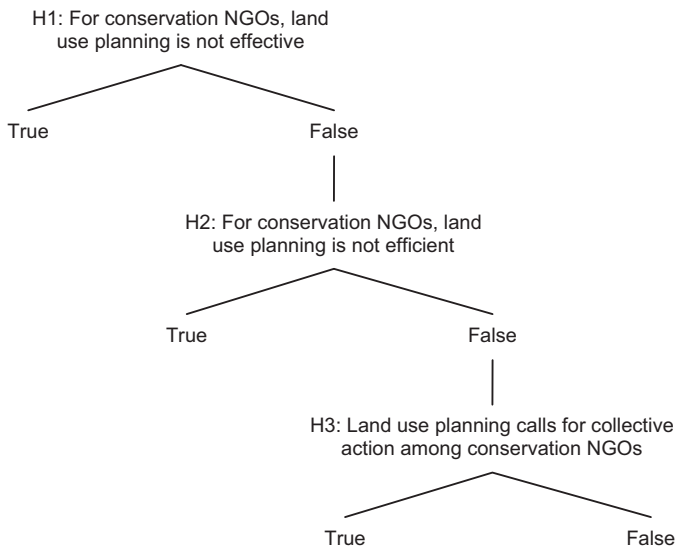 H1: For conservation NGOs, land
use planning is not effective
True
False
H2: For conservation NGOs, land
use planning is not efficient
True
False
H3: Land use planning calls for collective
action among conservation NGOs
True
False